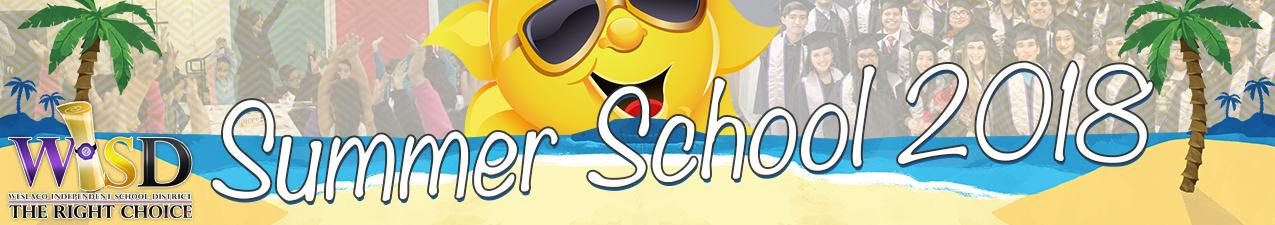 Summer School 2018
WISD
WESLACO INDEPENDENT SCHOOL DISTRICT
THE RIGHT CHOICE